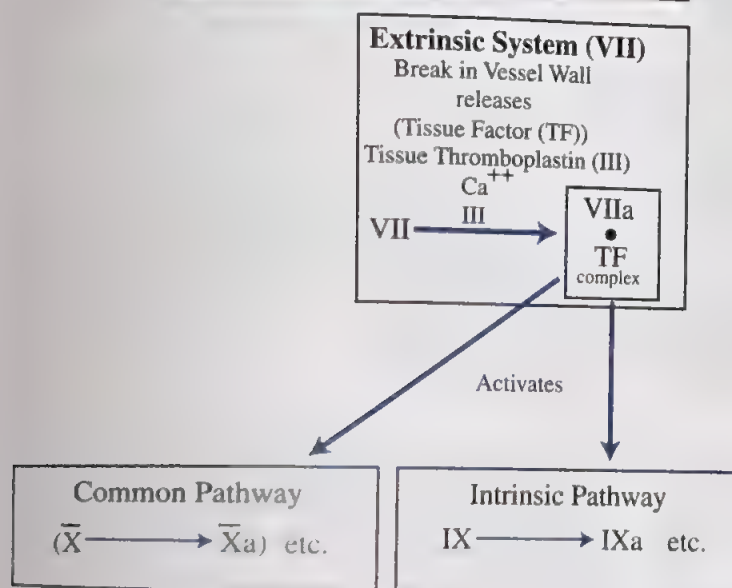 Extrinsic System (VII)
Break in Vessel Wall
releases
(Tissue Factor (TF))
Tissue Thromboplastin (III)
Ca++
III
VII
VIIa
•
TF
complex
Activates
Common Pathway
(X̅ X̅a) etc.
Intrinsic Pathway
IX IXa etc.